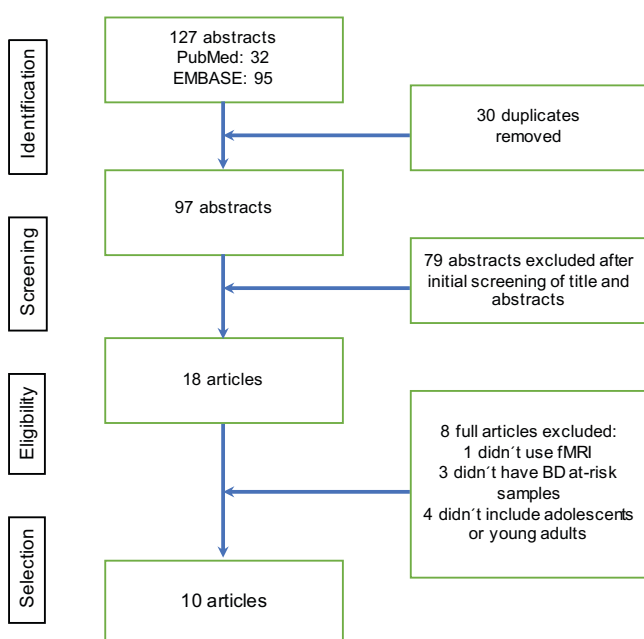 Identification
127 abstracts
PubMed: 32
EMBASE: 95
30 duplicates
removed
97 abstracts
Screening
79 abstracts excluded after
initial screening of title and
abstracts
18 articles
Eligibility
8 full articles excluded:
1 didn´t use fMRI
3 didn´t have BD at-risk
samples
4 didn´t include adolescents
or young adults
Selection
10 articles